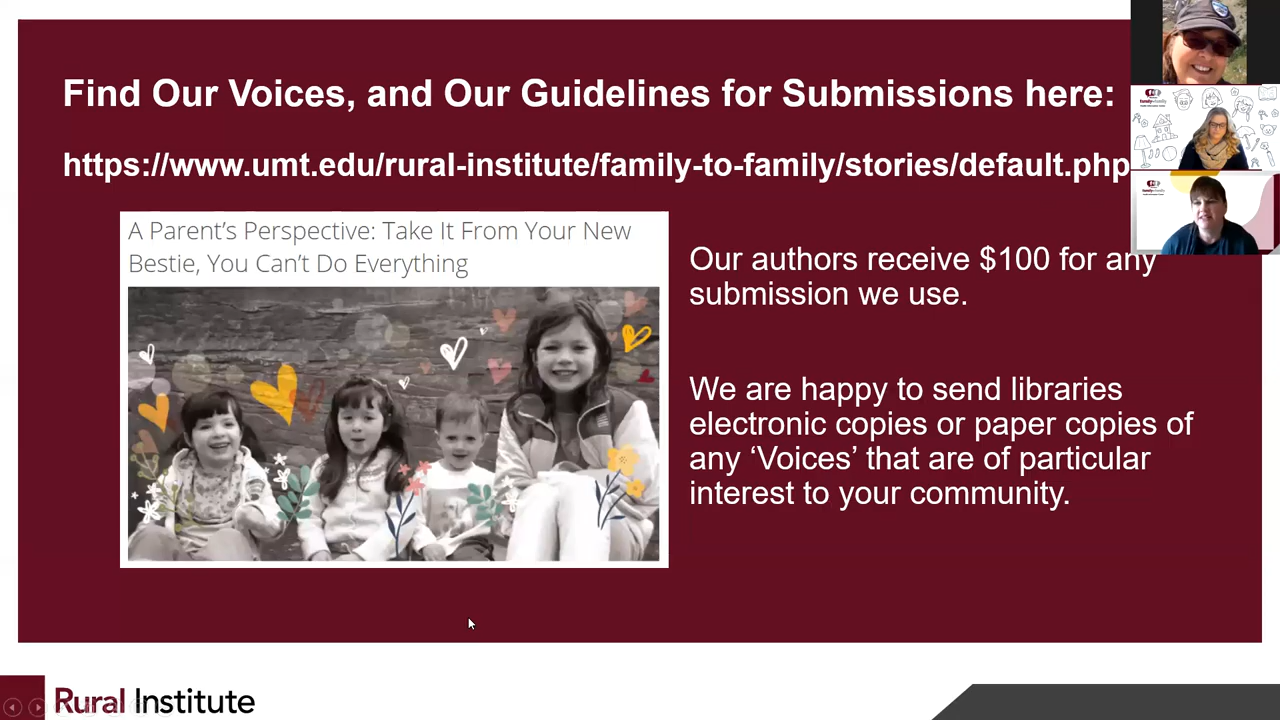 Find Our Voices, and Our Guidelines for Submissions here:
https://www.umt.edu/rural-institute/family-to-family/stories/default.php
A Parent's Perspective: Take It From Your New
Bestie, You Can't Do Everything
Our authors receive $100 for any
submission we use.
We are happy to send libraries
electronic copies or paper copies of
any ‘Voices’ that are of particular
interest to your community.
Rural Institute